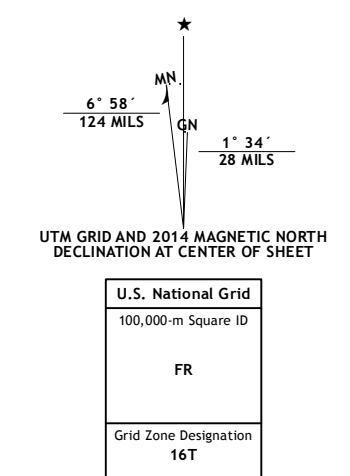 ★
MN
6° 58´
124 MILS
GN
1° 34´
28 MILS
UTM GRID AND 2014 MAGNETIC NORTH
DECLINATION AT CENTER OF SHEET
U.S. National Grid
100,000-m Square ID
FR
Grid Zone Designation
16T